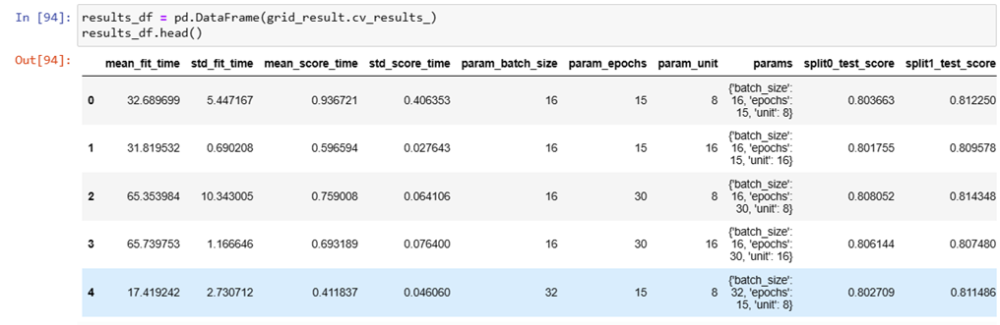 In [94]: results_df = pd.DataFrame(grid_result.cv_results_)
results_df.head()
Out[94]:
mean_fit_time std_fit_time mean_score_time std_score_time param_batch_size param_epochs param_unit params split0_test_score split1_test_score
0 32.689699 5.447167 0.936721 0.406353 16 15 8 {'batch_size': 16, 'epochs': 15, 'unit': 8} 0.803663 0.812250
1 31.819532 0.690208 0.596594 0.027643 16 15 16 {'batch_size': 16, 'epochs': 15, 'unit': 16} 0.801755 0.809578
2 65.353984 10.343005 0.759008 0.064106 16 30 8 {'batch_size': 16, 'epochs': 30, 'unit': 8} 0.808052 0.814348
3 65.739753 1.166646 0.693189 0.076400 16 30 16 {'batch_size': 16, 'epochs': 30, 'unit': 16} 0.806144 0.807480
4 17.419242 2.730712 0.411837 0.046060 32 15 8 {'batch_size': 32, 'epochs': 15, 'unit': 8} 0.802709 0.811486